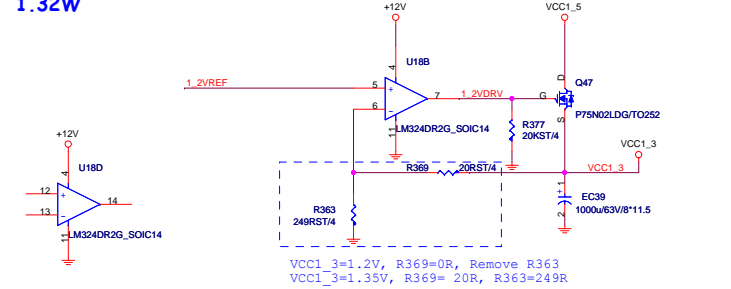 1.32W
+12V
VCC1_5
U18B
4
D
Q47
1_2VREF
5
+
7
1_2VDRV
G
6
−
S
P75N02LDG/TO252
R377
20KST/4
11
LM324DR2G_SOIC14
VCC1_3
+12V
4
U18D
R369
20RST/4
VCC1_3
12
+
14
13
−
11
LM324DR2G_SOIC14
R363
249RST/4
1
+
EC39
1000u/63V/8*11.5
2
VCC1_3=1.2V, R369=0R, Remove R363
VCC1_3=1.35V, R369= 20R, R363=249R